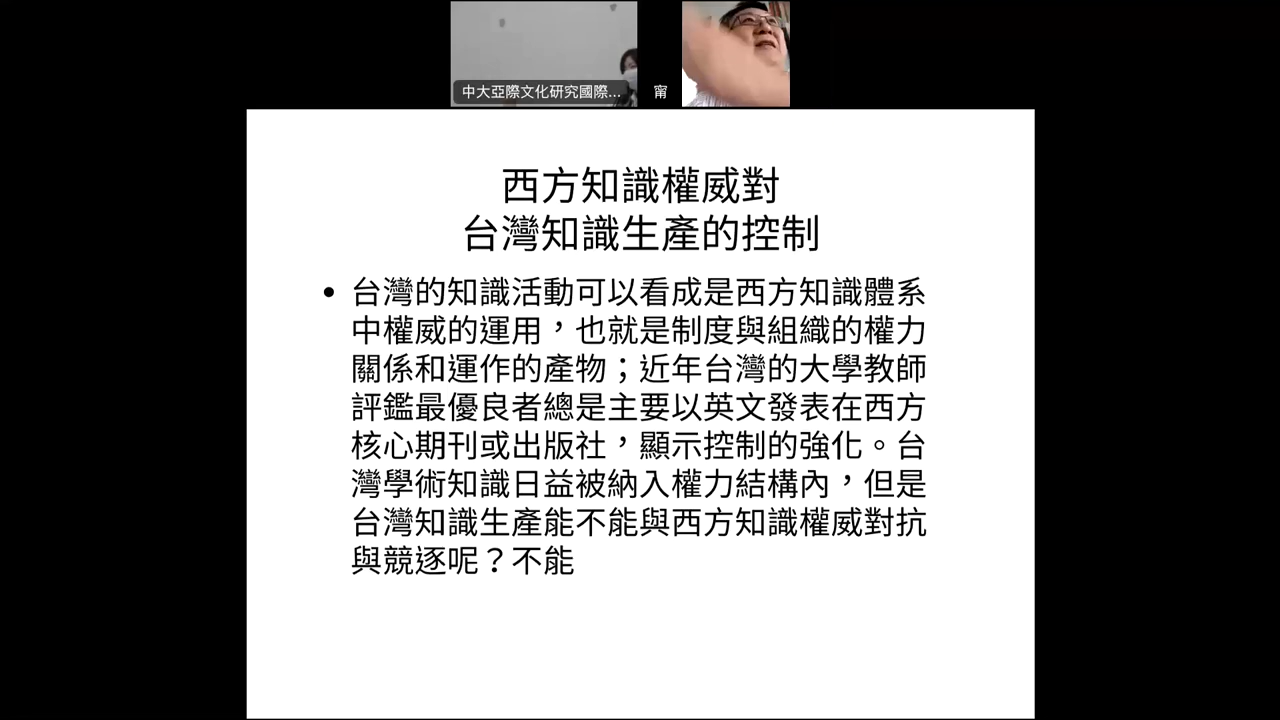 中大亞際文化研究國際...
甯
西方知識權威對
台灣知識生產的控制
• 台灣的知識活動可以看成是西方知識體系
中權威的運用，也就是制度與組織的權力
關係和運作的產物；近年台灣的大學教師
評鑑最優良者總是主要以英文發表在西方
核心期刊或出版社，顯示控制的強化。台
灣學術知識日益被納入權力結構內，但是
台灣知識生產能不能與西方知識權威對抗
與競逐呢？不能